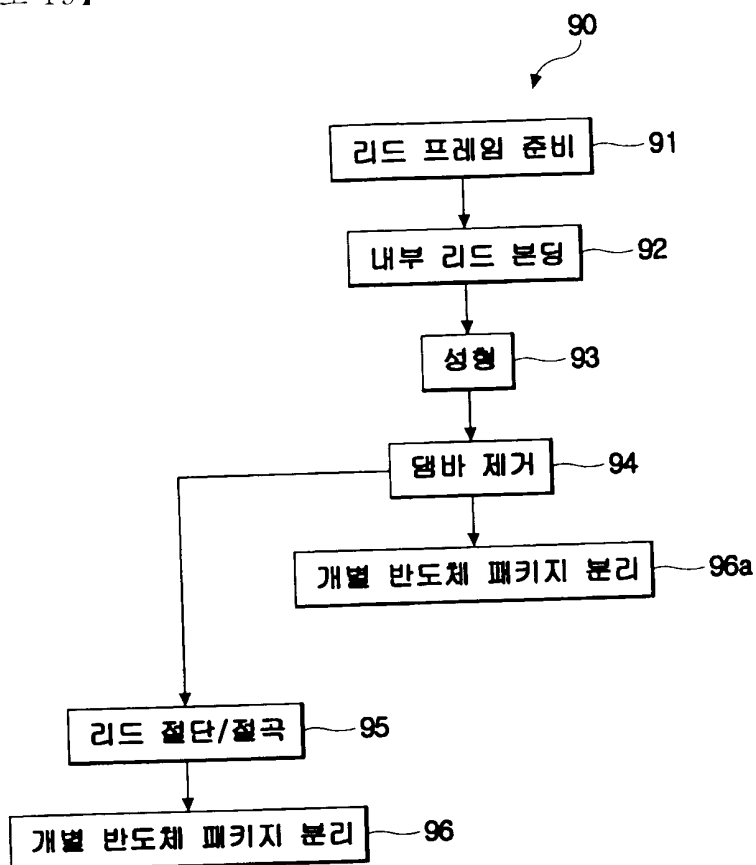 90
리드 프레임 준비 91
내부 리드 본딩 92
성형 93
댐바 제거 94
개별 반도체 패키지 분리 96a
리드 절단/절곡 95
개별 반도체 패키지 분리 96